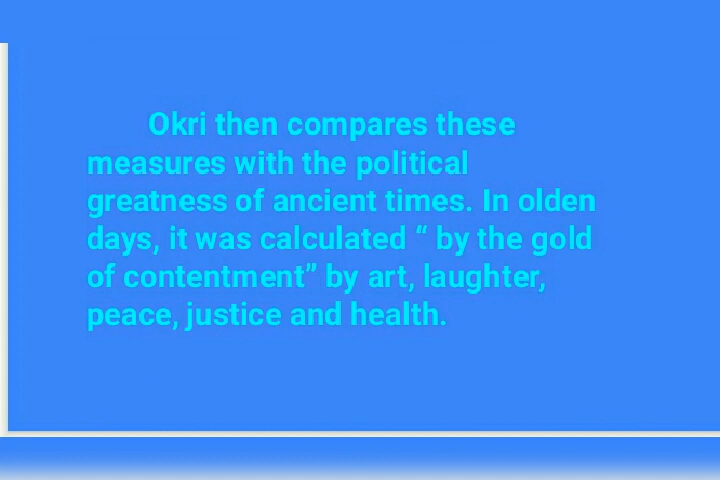 Okri then compares these
measures with the political
greatness of ancient times. In olden
days, it was calculated “ by the gold
of contentment” by art, laughter,
peace, justice and health.